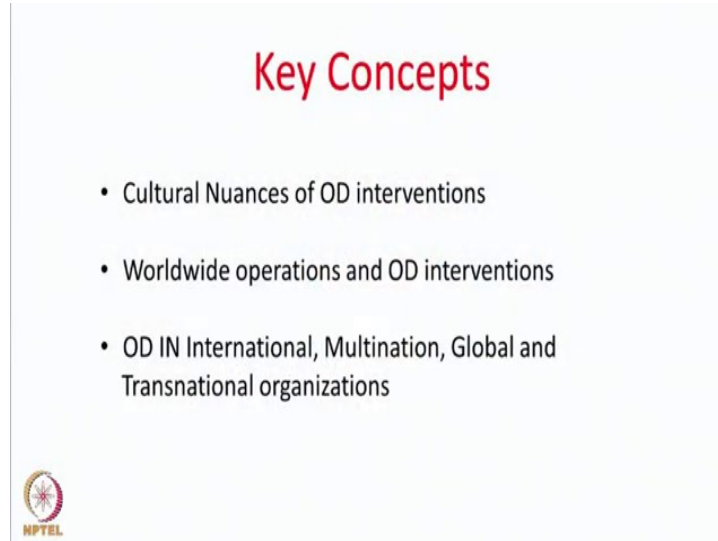 Key Concepts
• Cultural Nuances of OD interventions
• Worldwide operations and OD interventions
• OD IN International, Multination, Global and
Transnational organizations
NPTEL